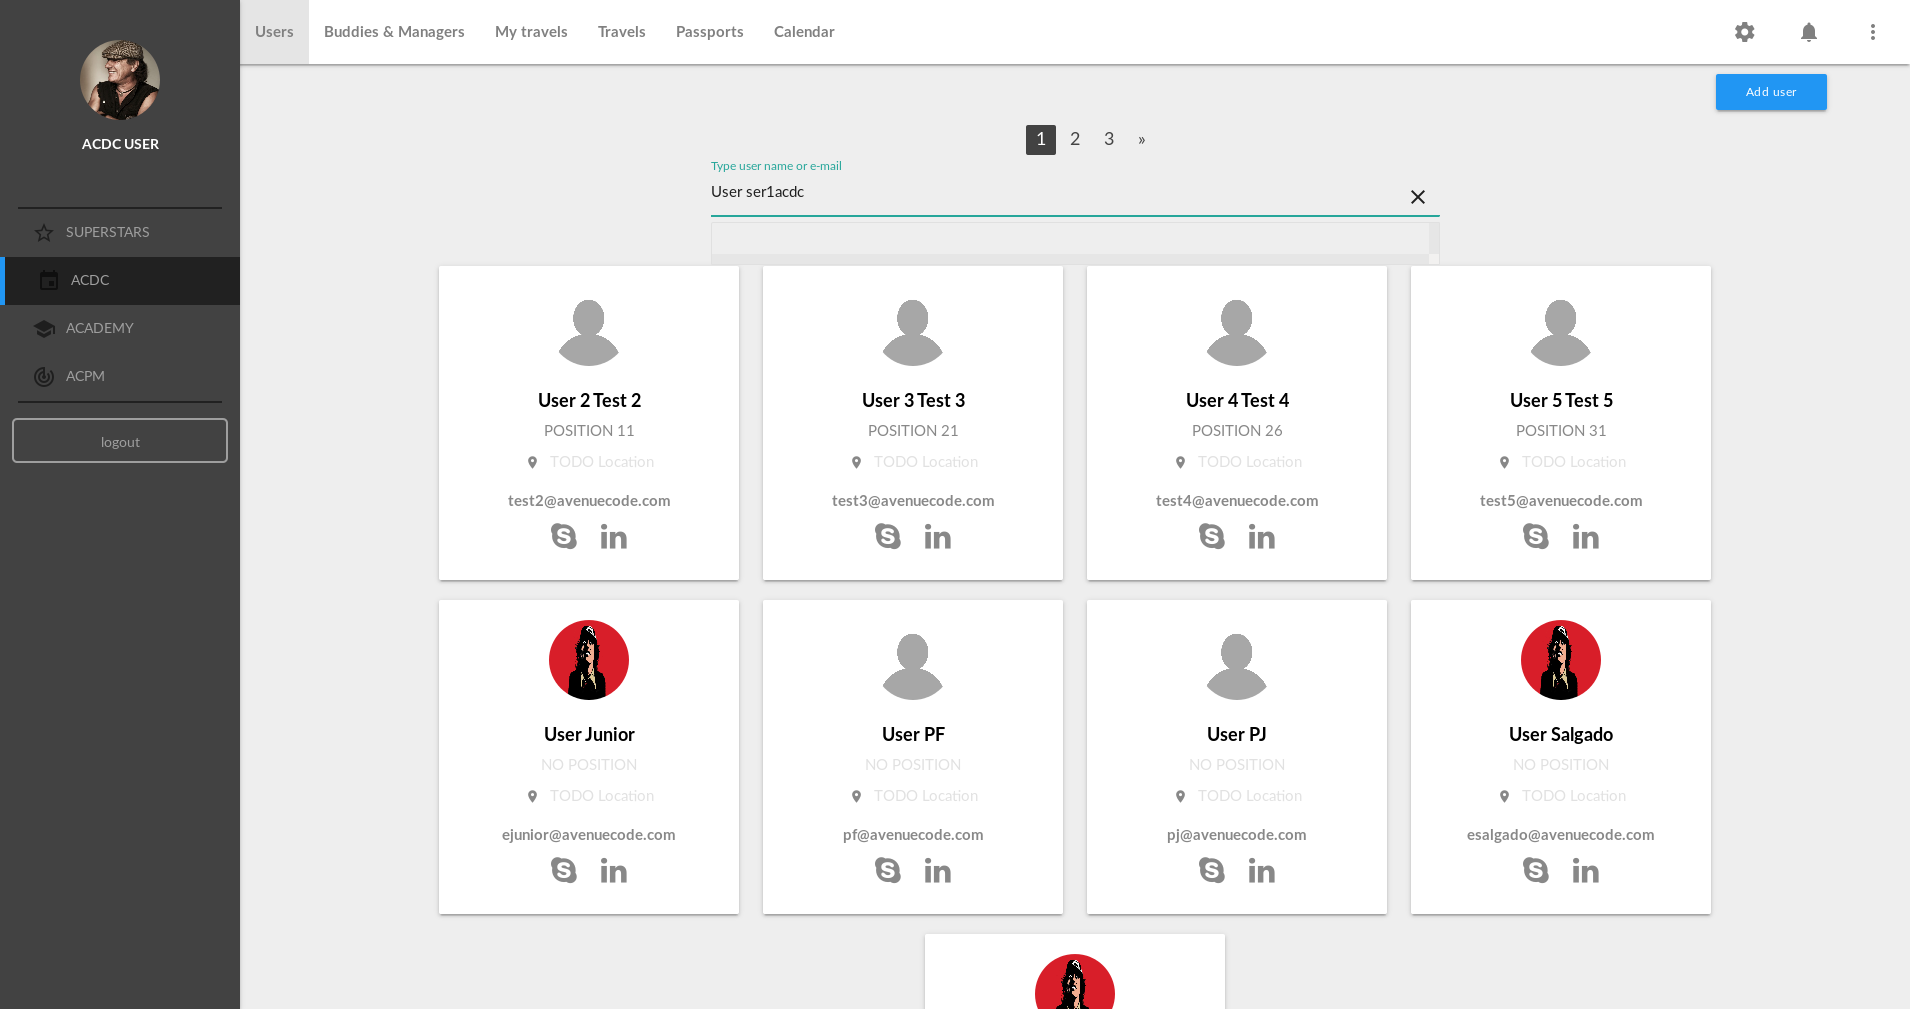 ACDC USER
SUPERSTARS
ACDC
ACADEMY
ACPM
logout
Users Buddies & Managers My travels Travels Passports Calendar
Add user
1 2 3 »
Type user name or e-mail
User ser1acdc
User 2 Test 2
POSITION 11
TODO Location
test2@avenuecode.com
User 3 Test 3
POSITION 21
TODO Location
test3@avenuecode.com
User 4 Test 4
POSITION 26
TODO Location
test4@avenuecode.com
User 5 Test 5
POSITION 31
TODO Location
test5@avenuecode.com
User Junior
NO POSITION
TODO Location
ejunior@avenuecode.com
User PF
NO POSITION
TODO Location
pf@avenuecode.com
User PJ
NO POSITION
TODO Location
pj@avenuecode.com
User Salgado
NO POSITION
TODO Location
esalgado@avenuecode.com